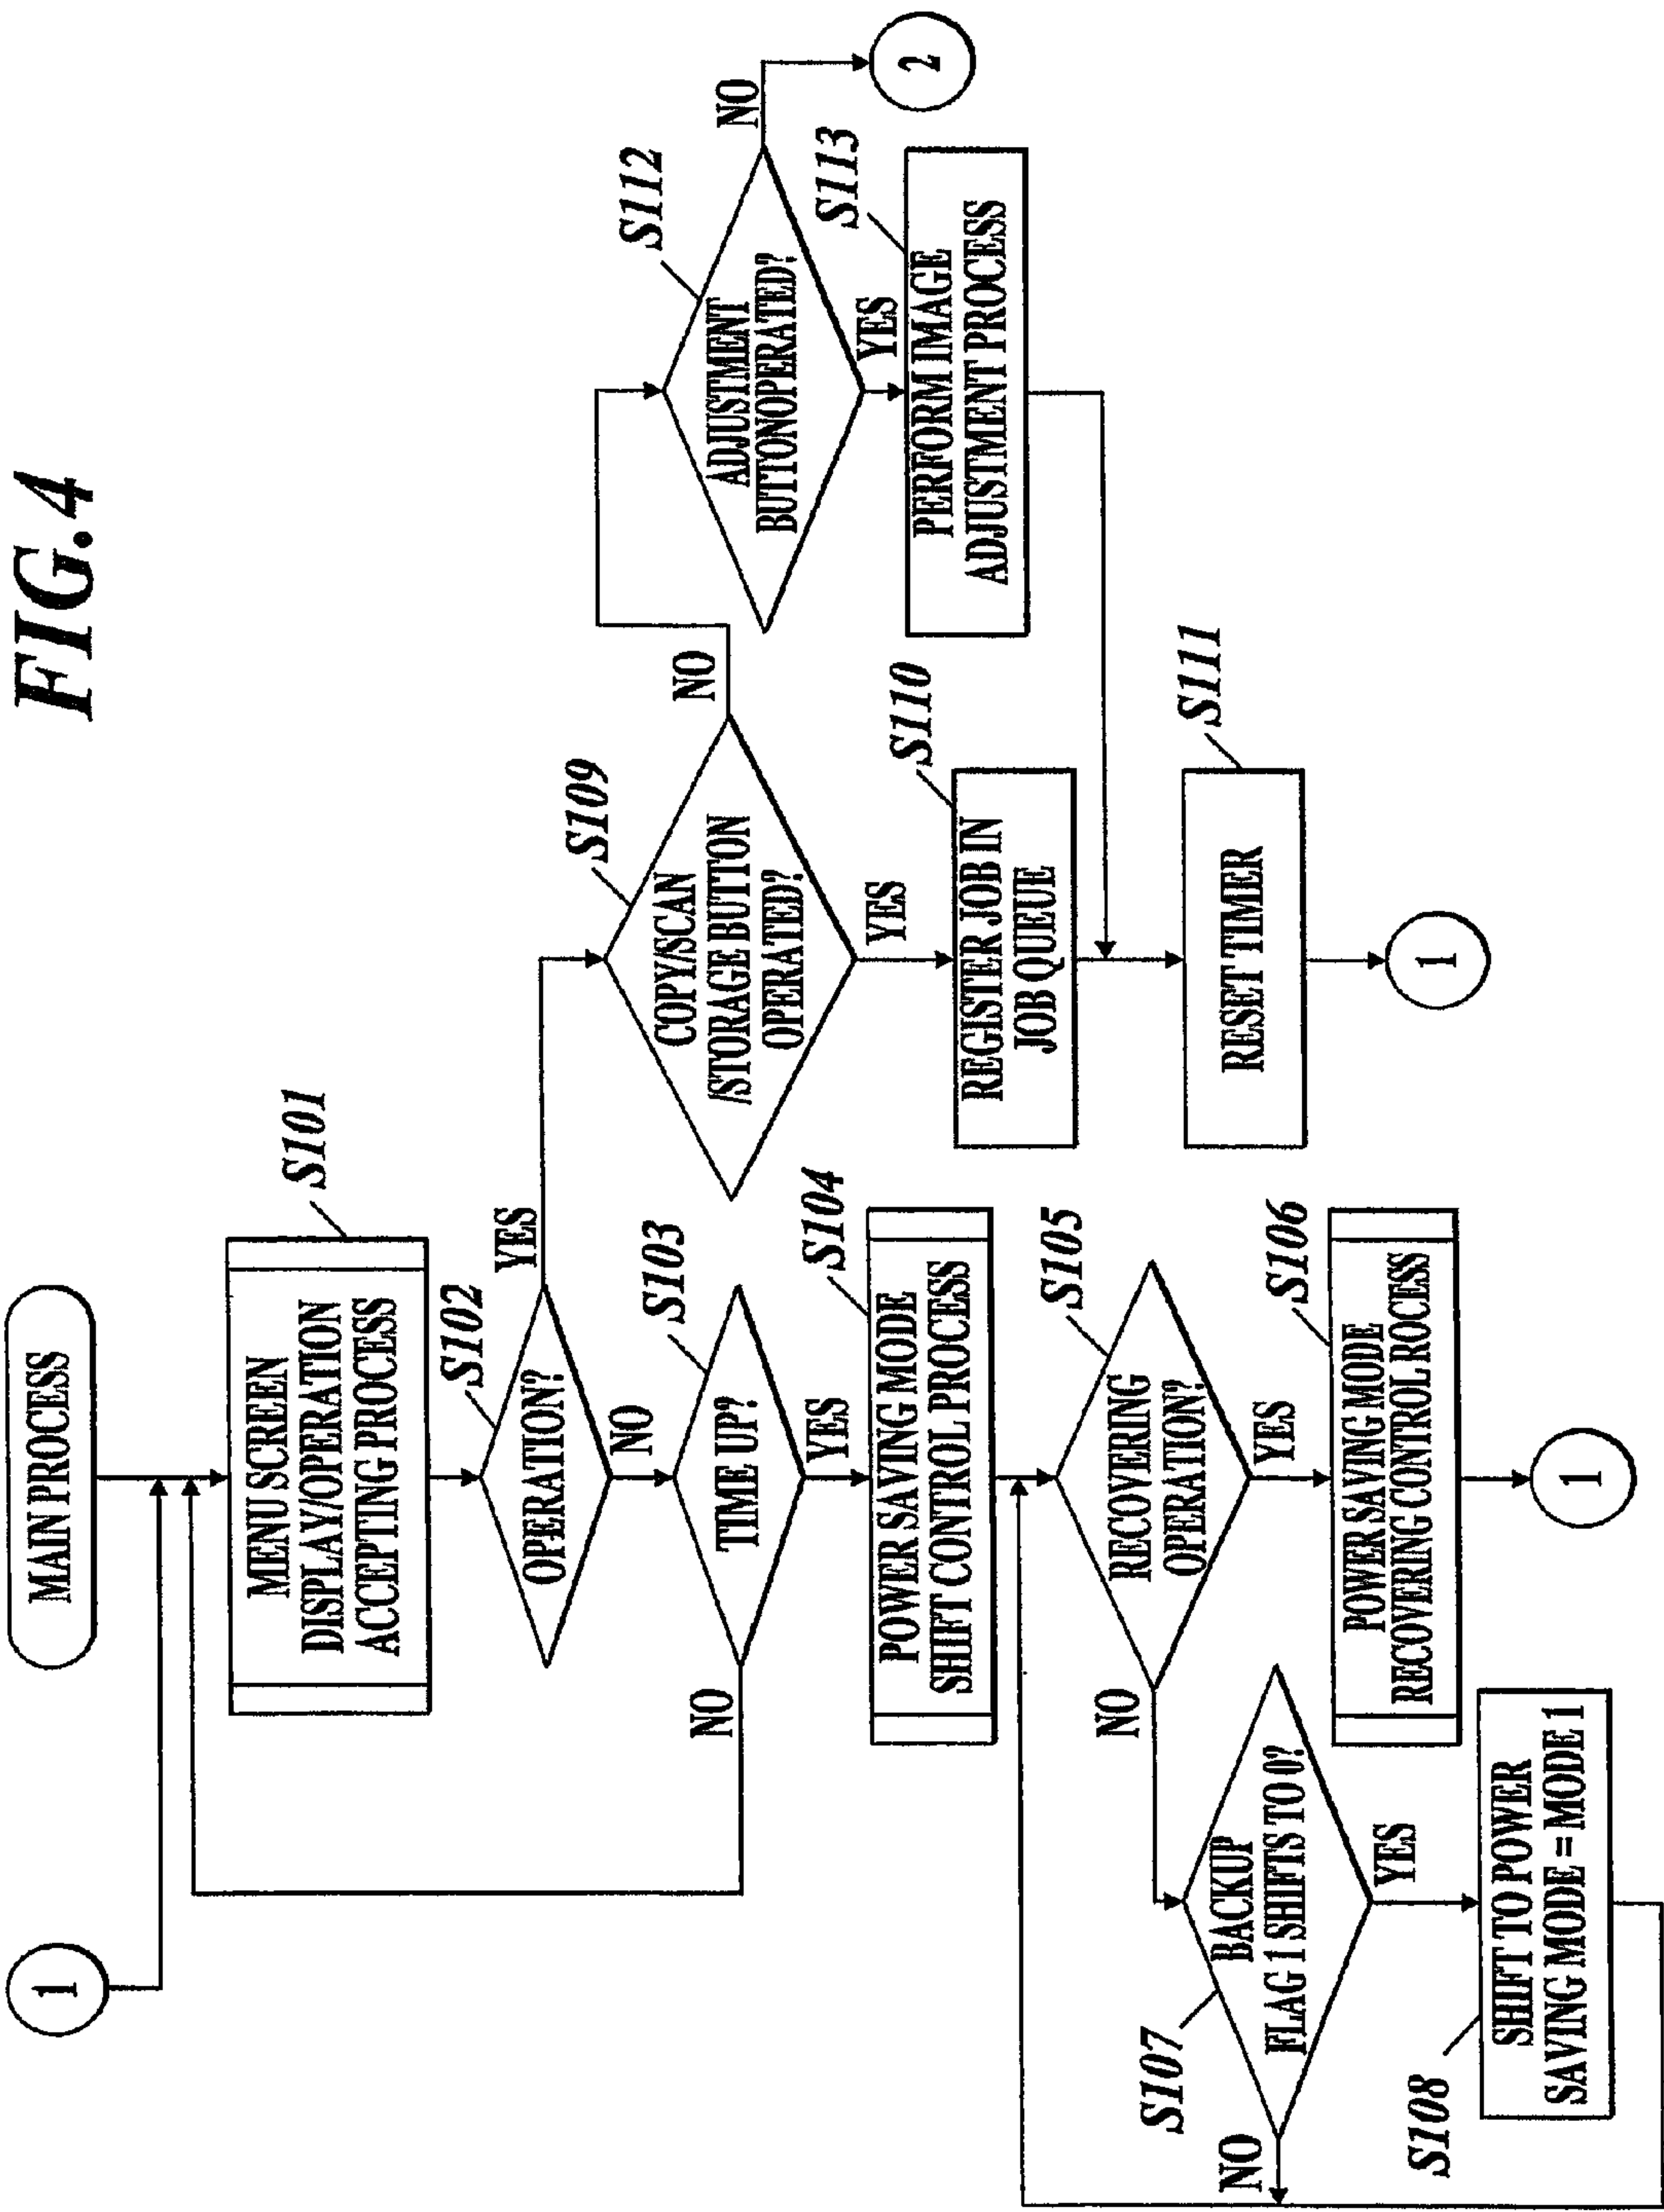 FIG.4
MAIN PROCESS
1
MENU SCREEN
DISPLAY/OPERATION
ACCEPTING PROCESS
S101
OPERATION?
S102
YES
NO
TIME UP?
S103
NO
YES
POWER SAVING MODE
SHIFT CONTROL PROCESS
S104
RECOVERING
OPERATION?
S105
NO
YES
POWER SAVING MODE
RECOVERING CONTROL ROCESS
S106
1
BACKUP
FLAG 1 SHIFTS TO 0?
S107
NO
YES
SHIFT TO POWER
SAVING MODE = MODE 1
S108
COPY/SCAN
/STORAGE BUTTON
OPERATED?
S109
NO
YES
REGISTER JOB IN
JOB QUEUE
S110
RESET TIMER
S111
1
ADJUSTMENT
BUTTONOPERATED?
S112
NO
2
YES
PERFORM IMAGE
ADJUSTMENT PROCESS
S113